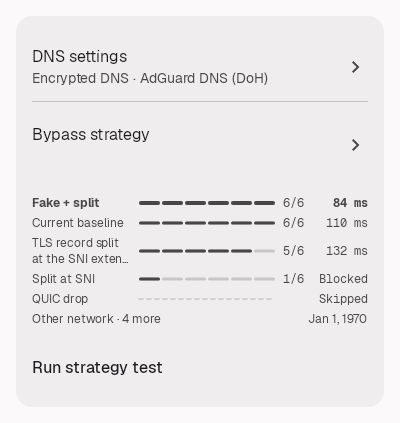 DNS settings
Encrypted DNS · AdGuard DNS (DoH)
Bypass strategy
Fake + split 6/6 84 ms
Current baseline 6/6 110 ms
TLS record split
at the SNI exten… 5/6 132 ms
Split at SNI 1/6 Blocked
QUIC drop Skipped
Other network · 4 more Jan 1, 1970
Run strategy test